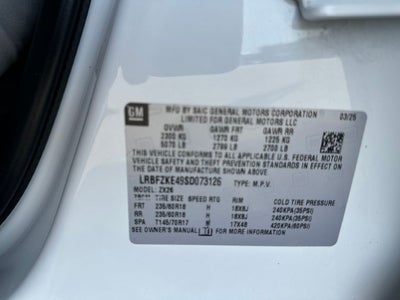 GM
MFD BY SAIC GENERAL MOTORS CORPORATION 03/25
LIMITED FOR GENERAL MOTORS LLC
GVWR GAWR FRT GAWR RR
2300 KG 1270 KG 1225 KG
5070 LB 2799 LB 2700 LB
THIS VEHICLE CONFORMS TO ALL APPLICABLE U.S. FEDERAL MOTOR
VEHICLE SAFETY AND THEFT PREVENTION STANDARDS IN EFFECT ON
THE DATE OF MANUFACTURE SHOWN ABOVE.
LRBFZKE49SD073126 TYPE: M.P.V.
MODEL: ZX26
TIRE SIZE SPEED RTG RIM COLD TIRE PRESSURE
FRT 235/60R18 H 18X8J 240KPA(35PSI)
RR 235/60R18 H 18X8J 240KPA(35PSI)
SPA T145/70R17 M 17X4B 420KPA(60PSI)
SEE OWNER'S MANUAL FOR MORE INFORMATION